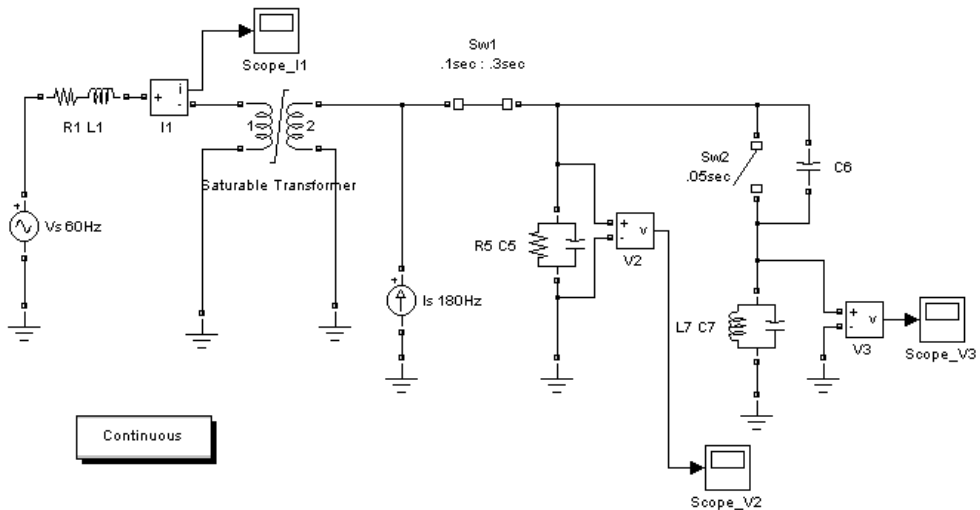 Scope_I1
Sw1
.1sec : .3sec
+
i
-
R1 L1
I1
1
2
Saturable Transformer
Sw2
.05sec
C6
+
Vs 60Hz
+
Is 180Hz
R5 C5
+
-
v
V2
L7 C7
+
-
v
V3
Scope_V3
Continuous
Scope_V2